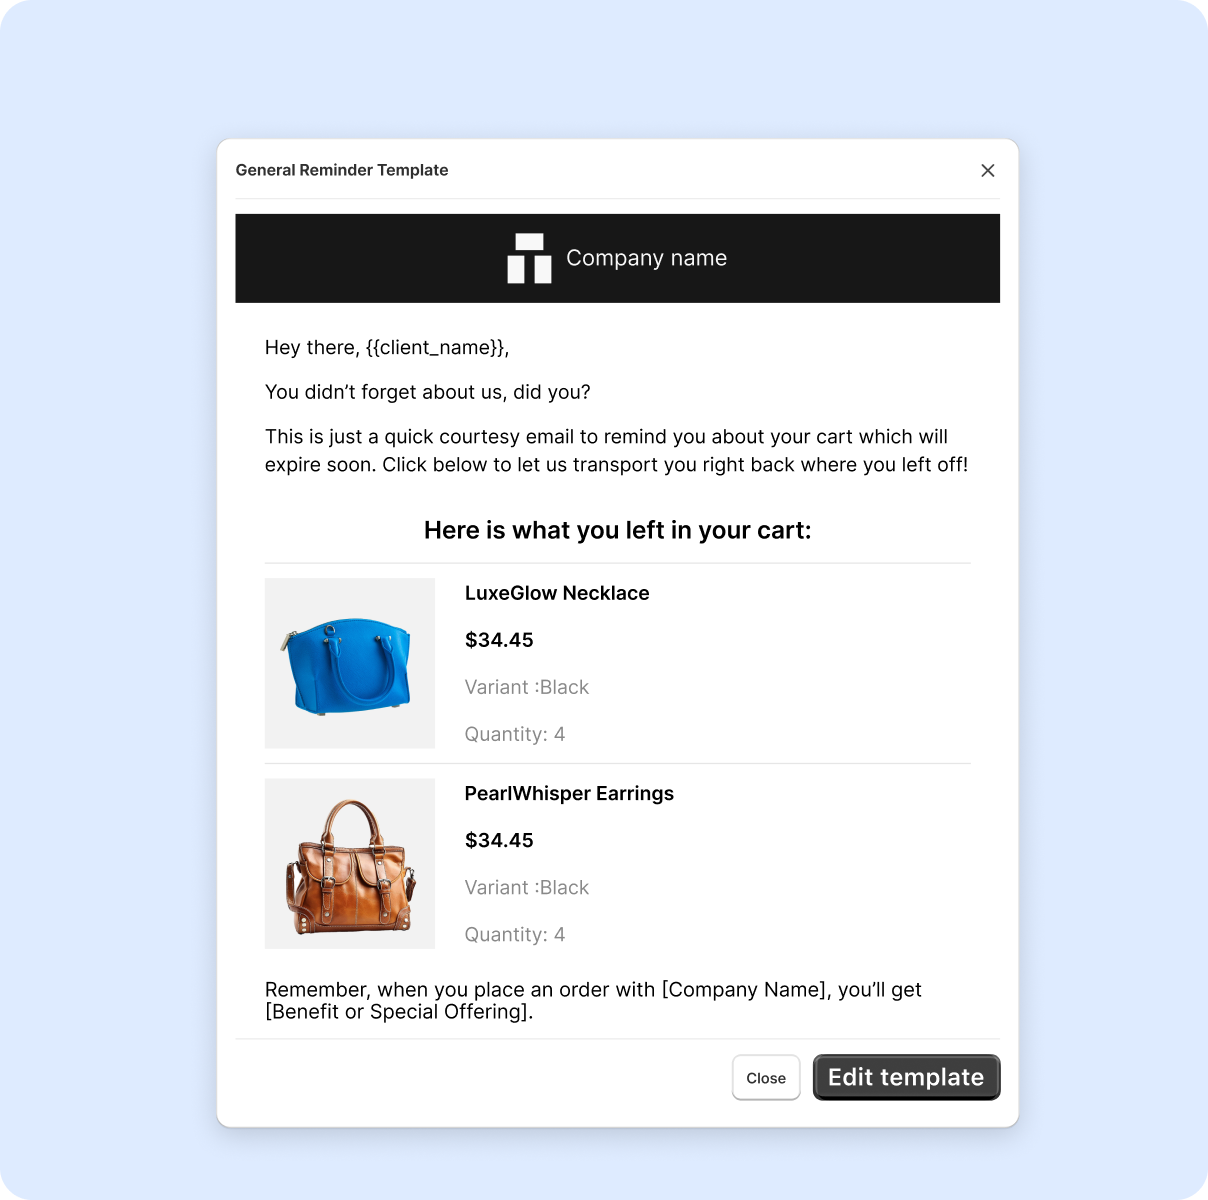 General Reminder Template
Company name
Hey there, {{client_name}},
You didn’t forget about us, did you?
This is just a quick courtesy email to remind you about your cart which will
expire soon. Click below to let us transport you right back where you left off!
Here is what you left in your cart:
LuxeGlow Necklace
$34.45
Variant :Black
Quantity: 4
PearlWhisper Earrings
$34.45
Variant :Black
Quantity: 4
Remember, when you place an order with [Company Name], you’ll get
[Benefit or Special Offering].
Close
Edit template